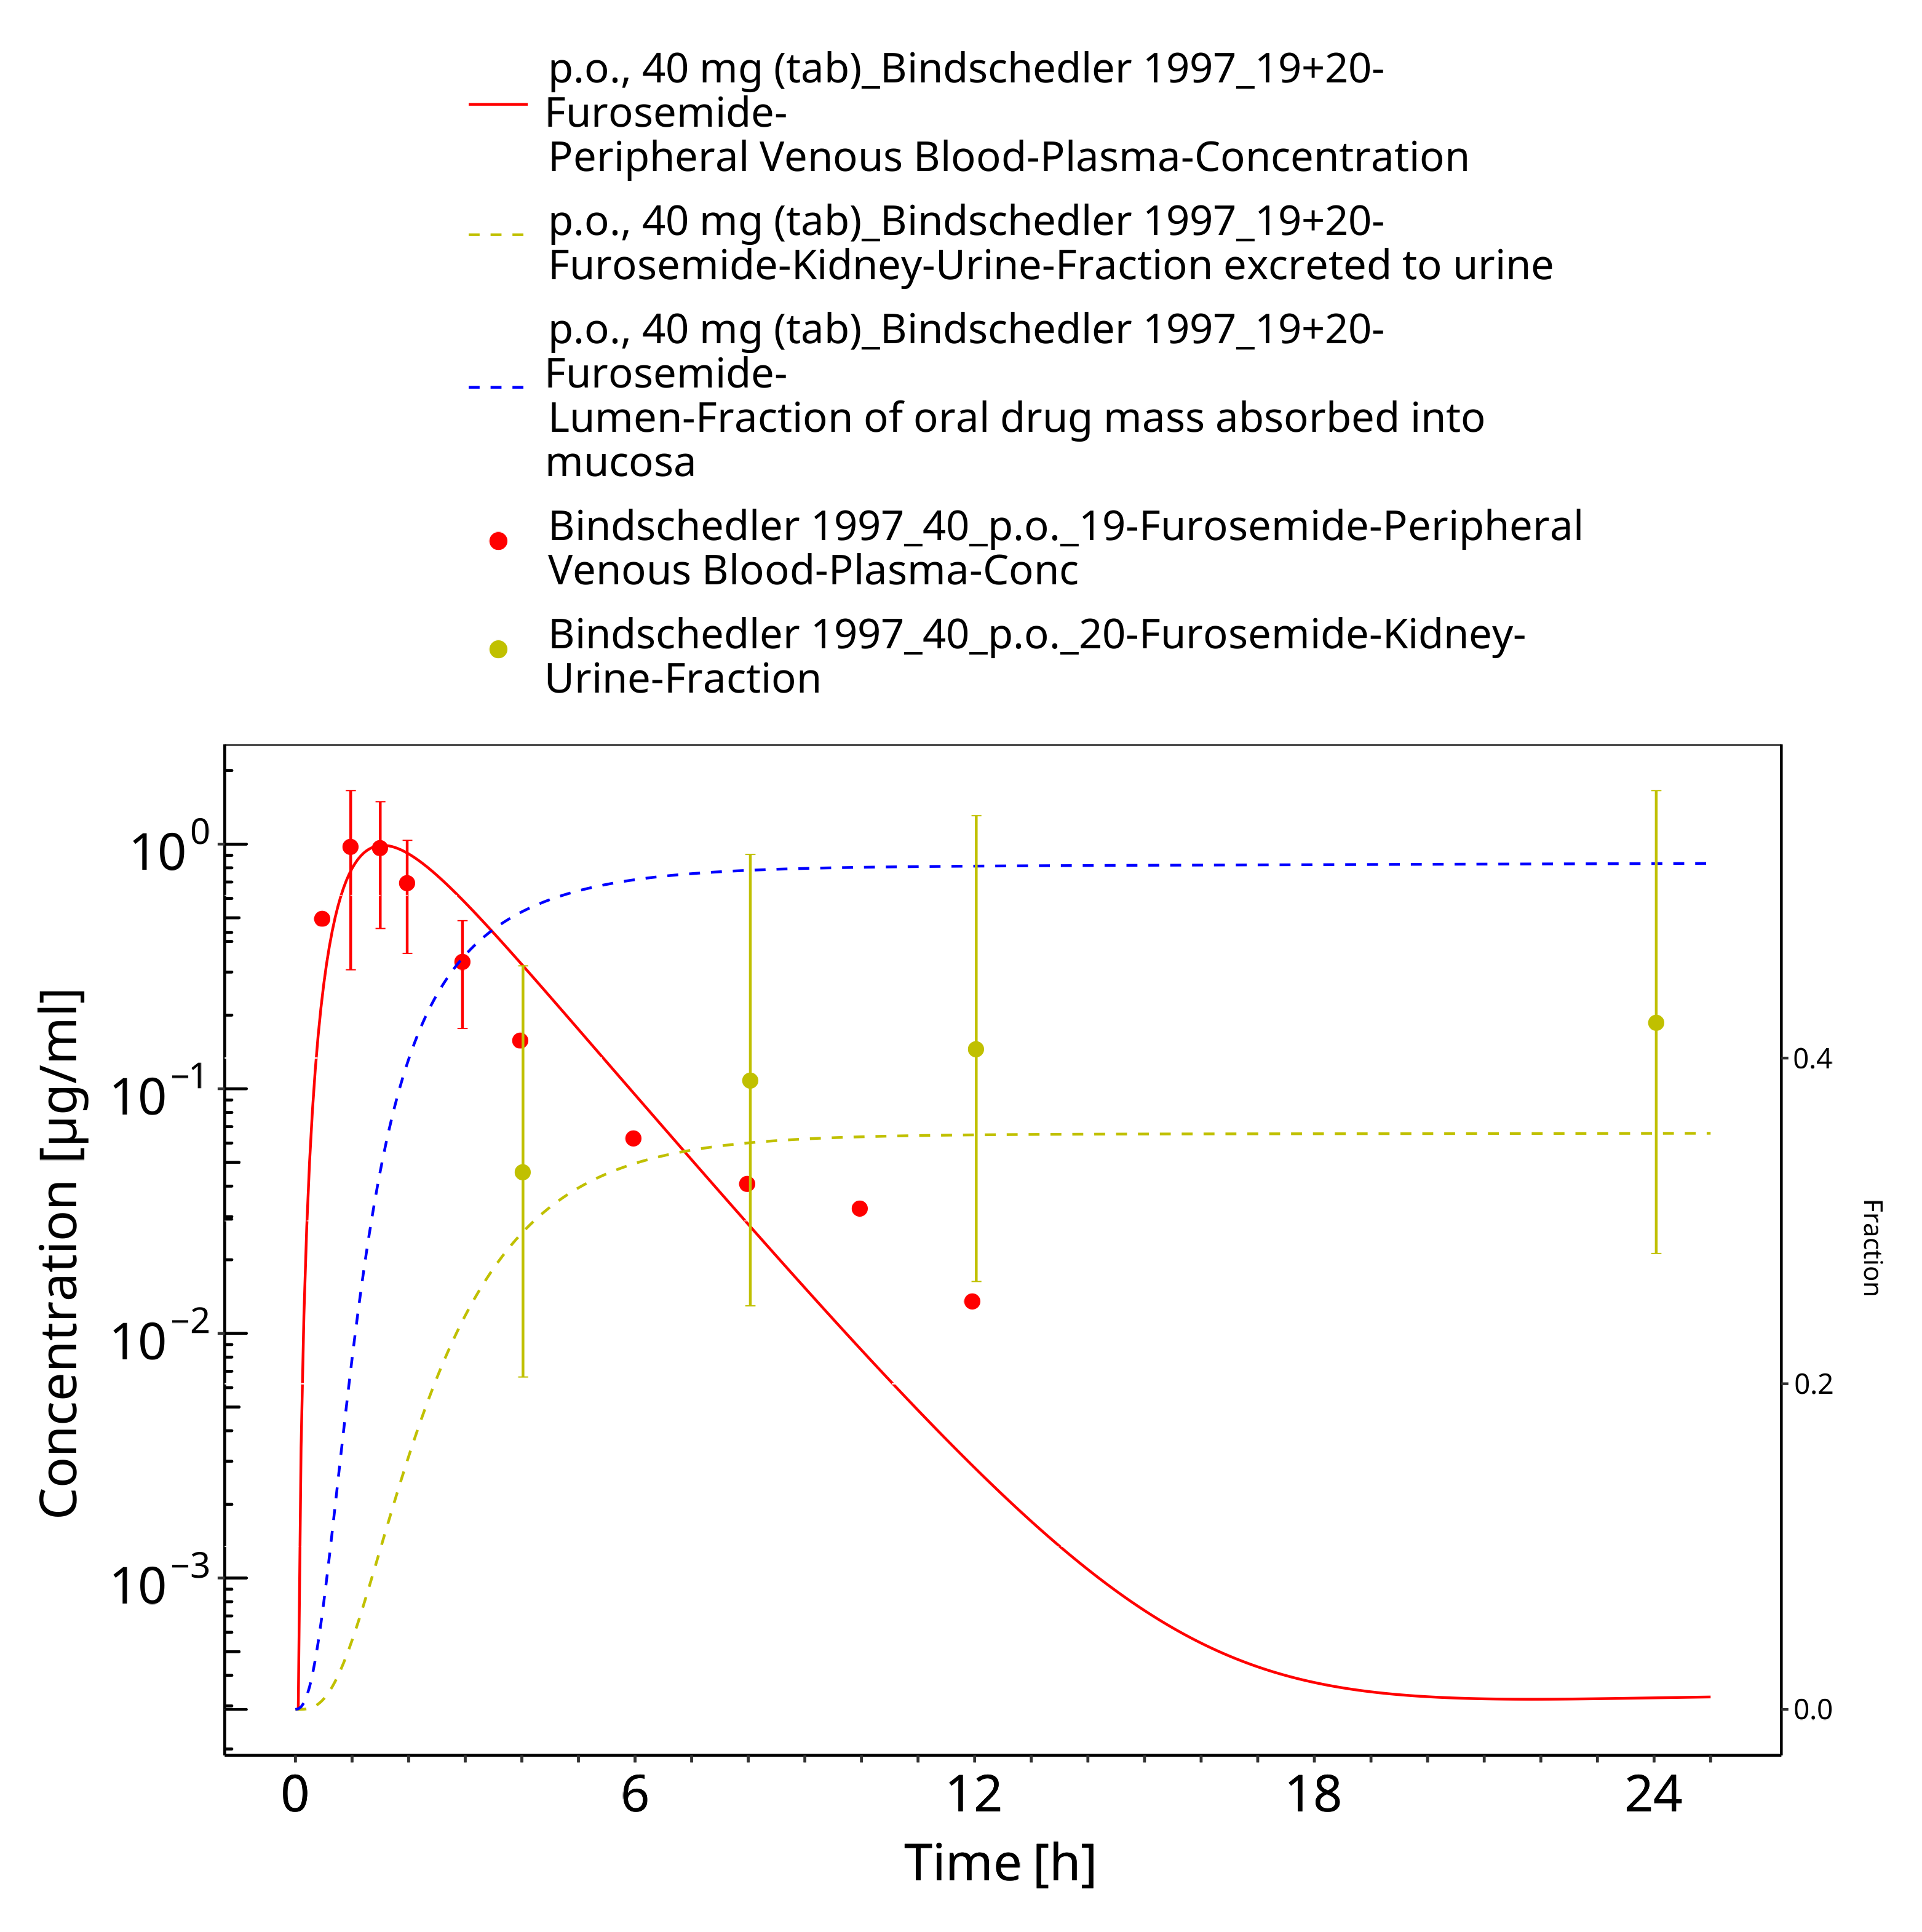 p.o., 40 mg (tab)_Bindschedler 1997_19+20-
Furosemide-
Peripheral Venous Blood-Plasma-Concentration
p.o., 40 mg (tab)_Bindschedler 1997_19+20-
Furosemide-Kidney-Urine-Fraction excreted to urine
p.o., 40 mg (tab)_Bindschedler 1997_19+20-
Furosemide-
Lumen-Fraction of oral drug mass absorbed into
mucosa
Bindschedler 1997_40_p.o._19-Furosemide-Peripheral
Venous Blood-Plasma-Conc
Bindschedler 1997_40_p.o._20-Furosemide-Kidney-
Urine-Fraction
Concentration [µg/ml]
10⁰
10⁻¹
10⁻²
10⁻³
0.4
0.2
0.0
Fraction
0 6 12 18 24
Time [h]